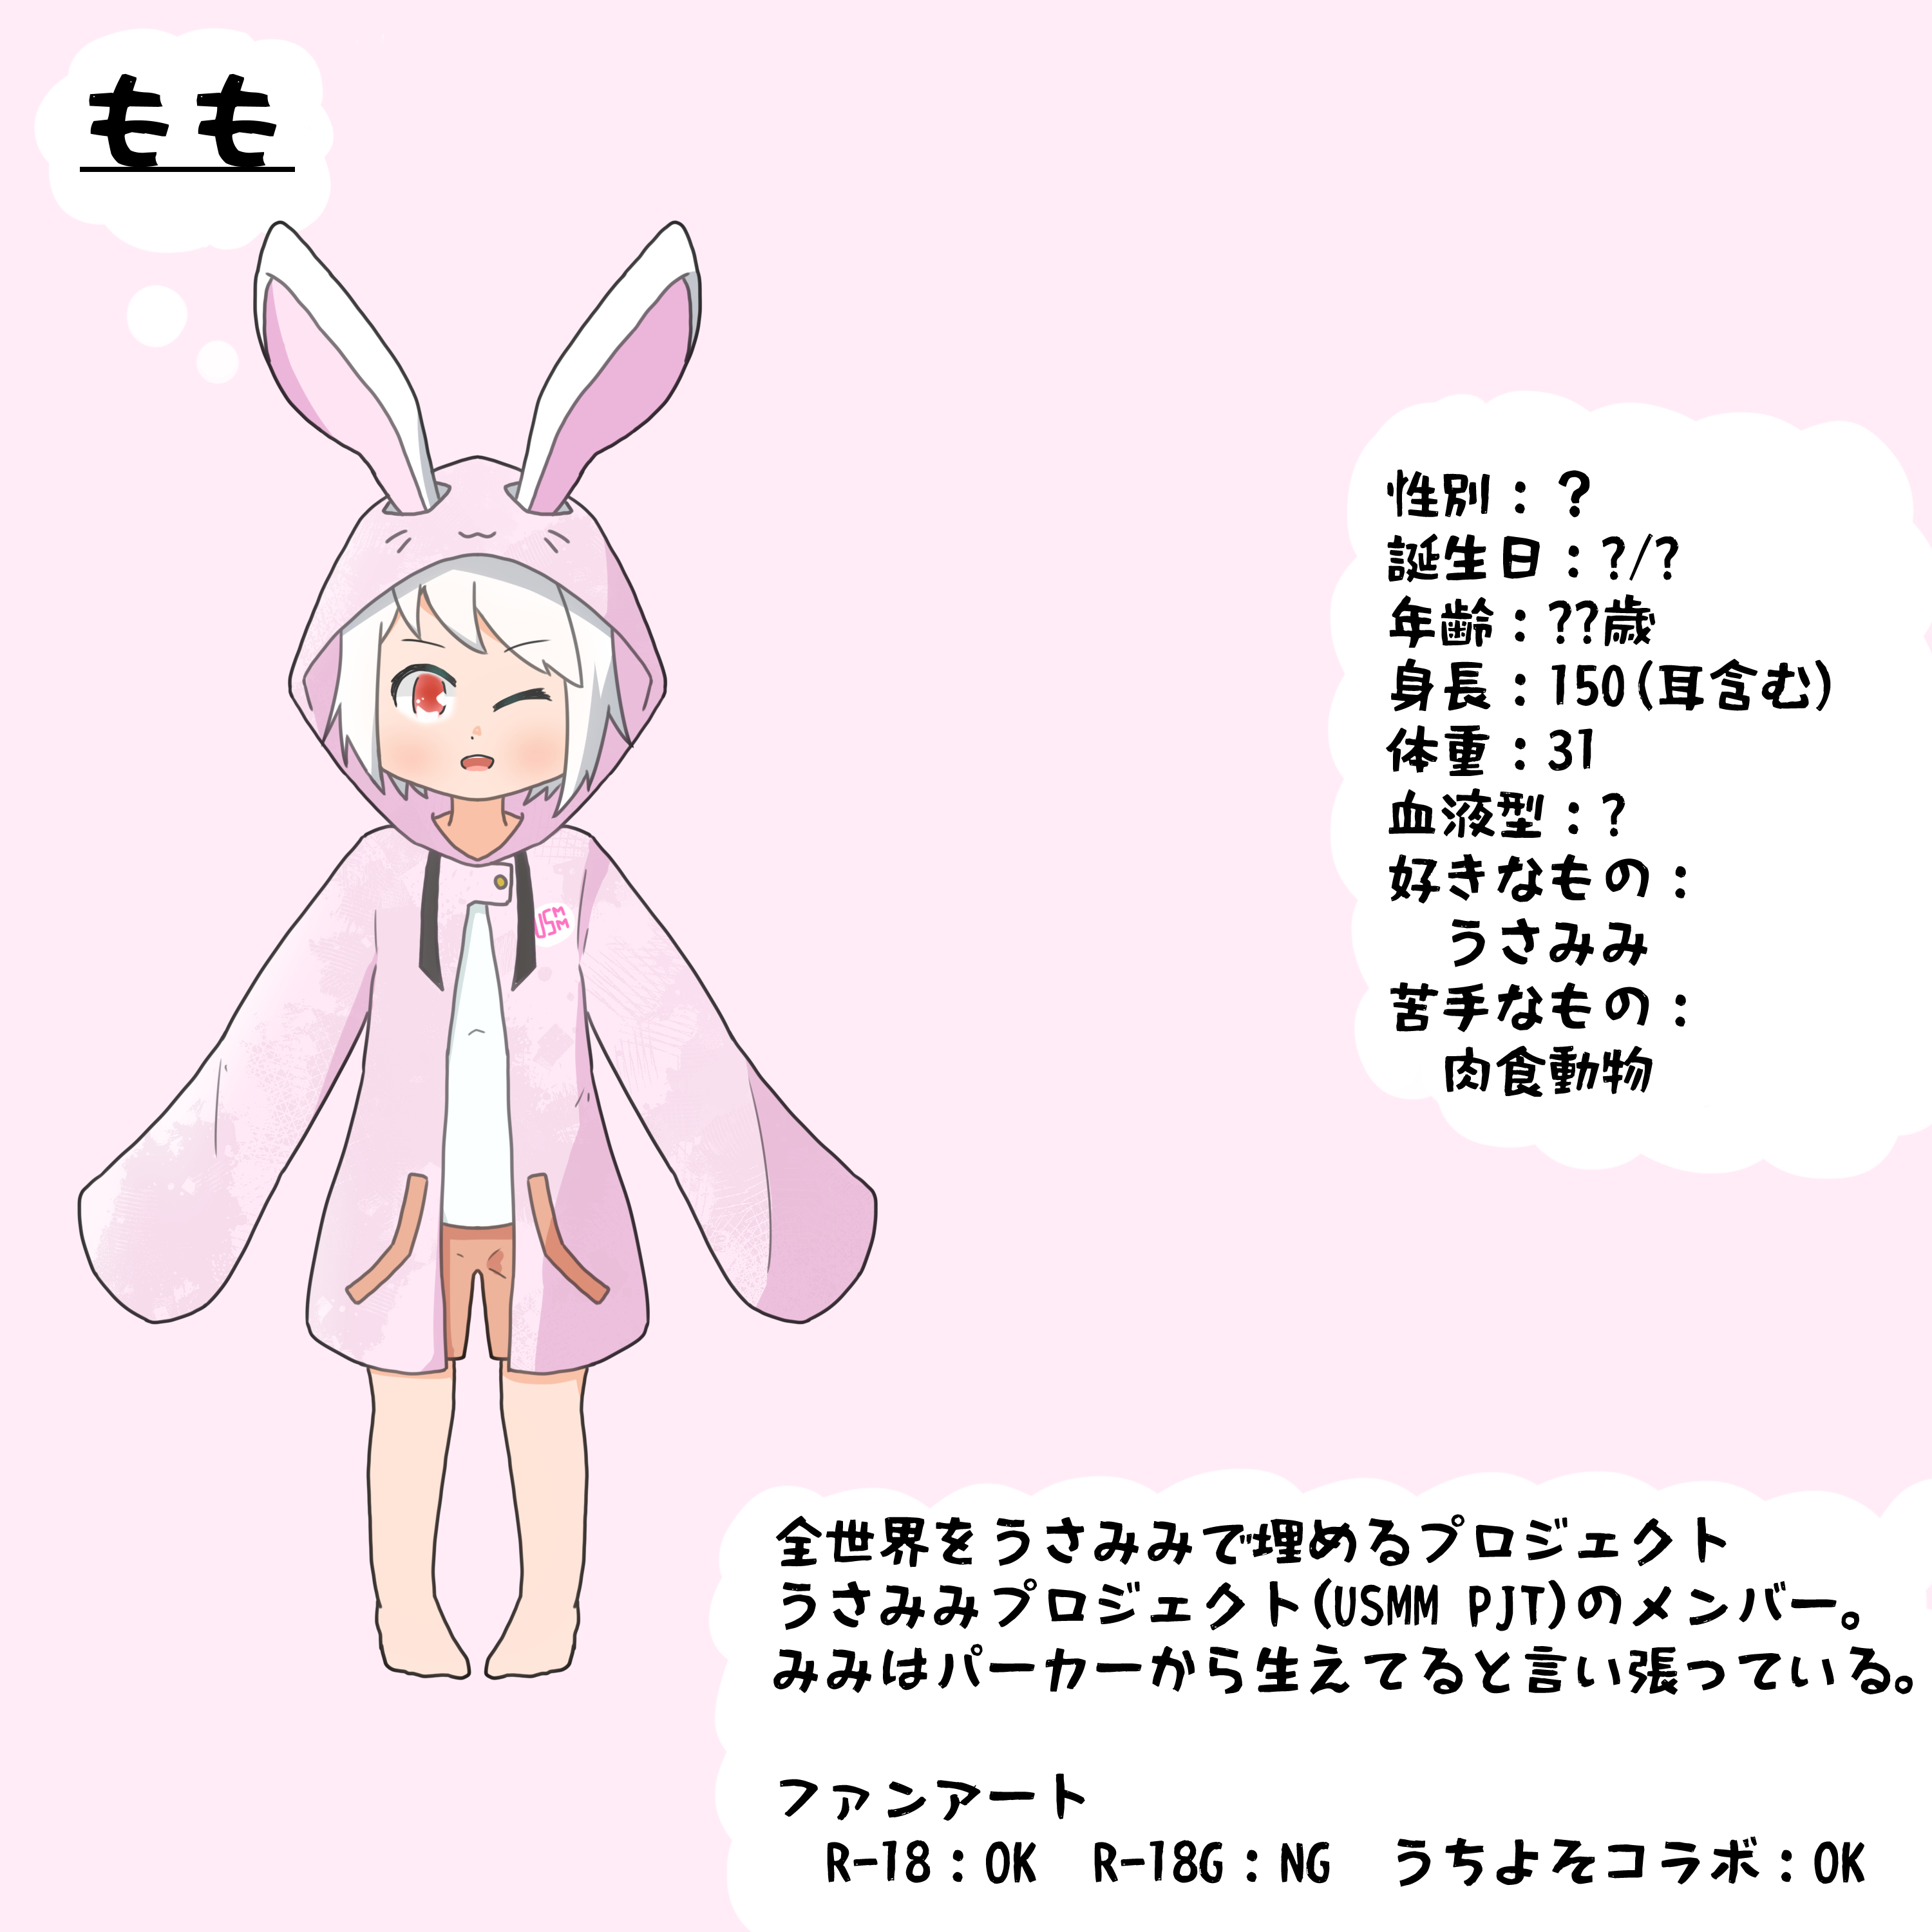 もも
性別：？
誕生日：?/?
年齢：??歳
身長：150(耳含む)
体重：31
血液型：?
好きなもの：
うさみみ
苦手なもの：
肉食動物
USMM
全世界をうさみみで埋めるプロジェクト
うさみみプロジェクト(USMM PJT)のメンバー。
みみはパーカーから生えてると言い張っている。
ファンアート
R-18：OK　R-18G：NG　うちよそコラボ：OK